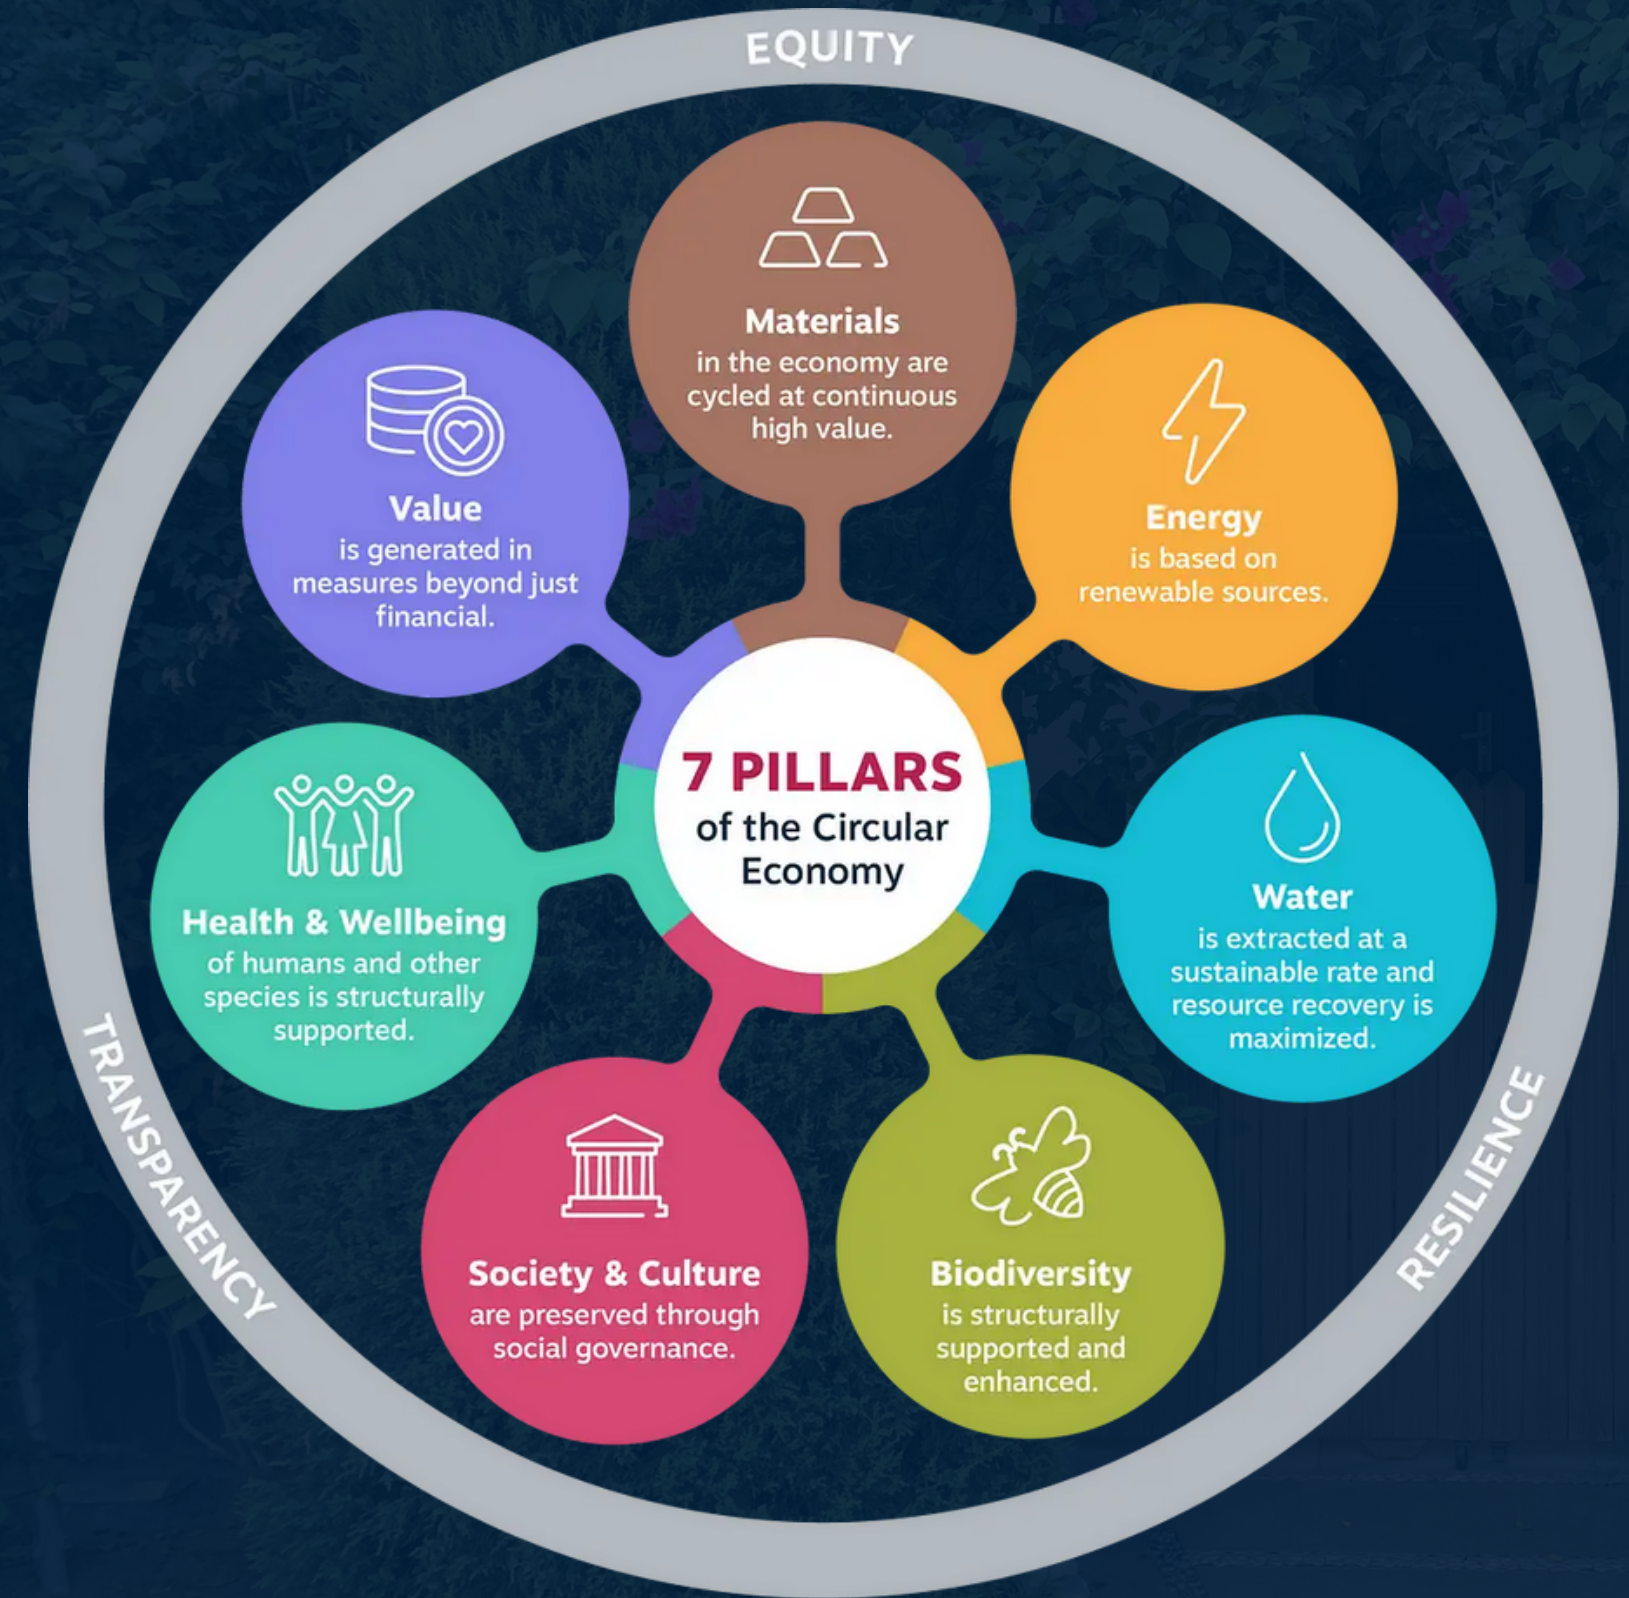 EQUITY
Materials
in the economy are
cycled at continuous
high value.
Energy
is based on
renewable sources.
Water
is extracted at a
sustainable rate and
resource recovery is
maximized.
Biodiversity
is structurally
supported and
enhanced.
Society & Culture
are preserved through
social governance.
Health & Wellbeing
of humans and other
species is structurally
supported.
Value
is generated in
measures beyond just
financial.
7 PILLARS
of the Circular
Economy
RESILIENCE
TRANSPARENCY